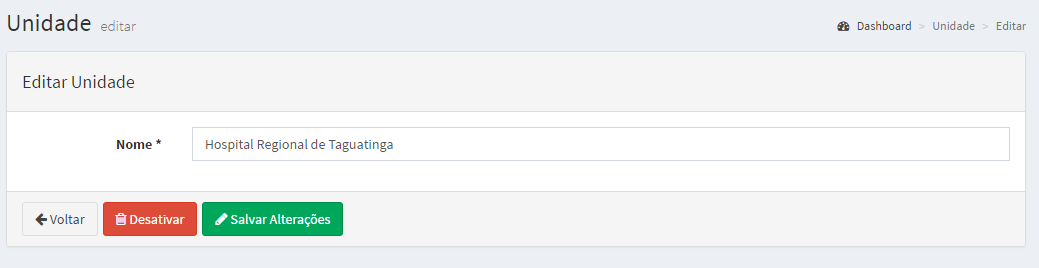 Unidade editar
Dashboard > Unidade > Editar
Editar Unidade
Nome * Hospital Regional de Taguatinga
Voltar Desativar Salvar Alterações